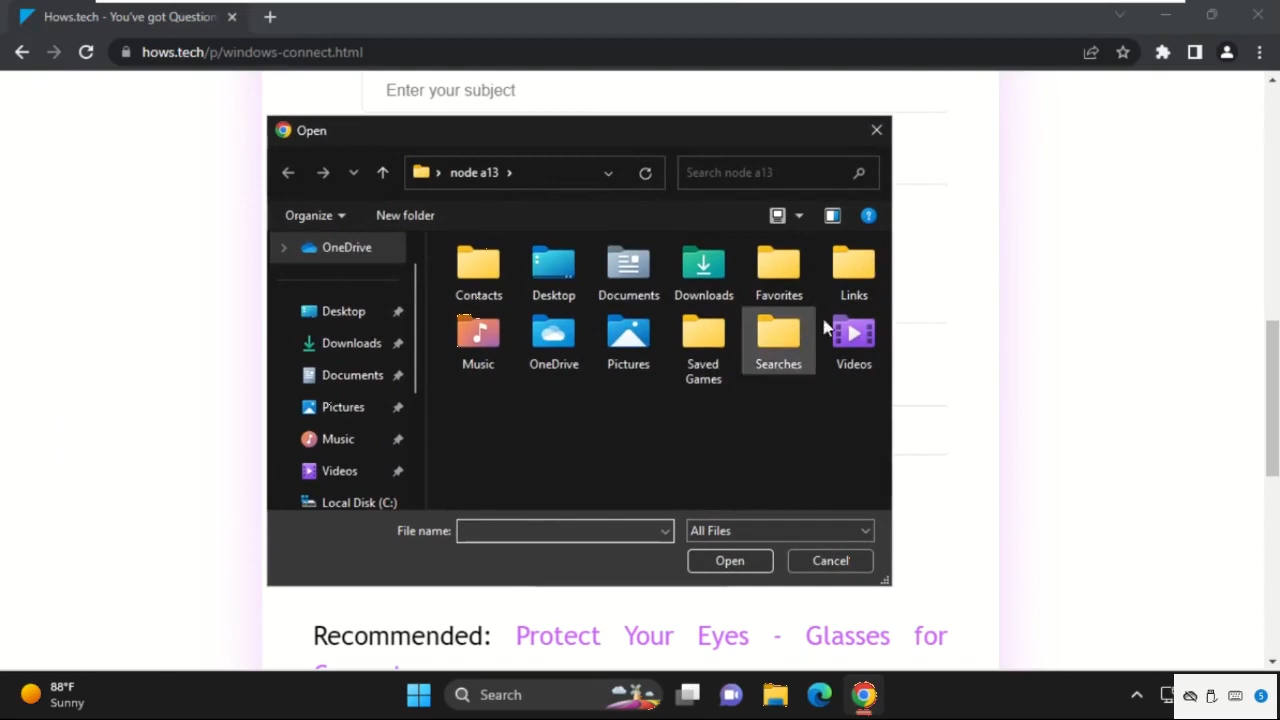 Hows.tech - You've got Question
hows.tech/p/windows-connect.html
Enter your subject
Open
node a13
Search node a13
Organize
New folder
OneDrive
Desktop
Downloads
Documents
Pictures
Music
Videos
Local Disk (C:)
Contacts
Desktop
Documents
Downloads
Favorites
Links
Music
OneDrive
Pictures
Saved
Games
Searches
Videos
File name:
All Files
Open
Cancel
Recommended: Protect Your Eyes - Glasses for
88°F
Sunny
Search
5